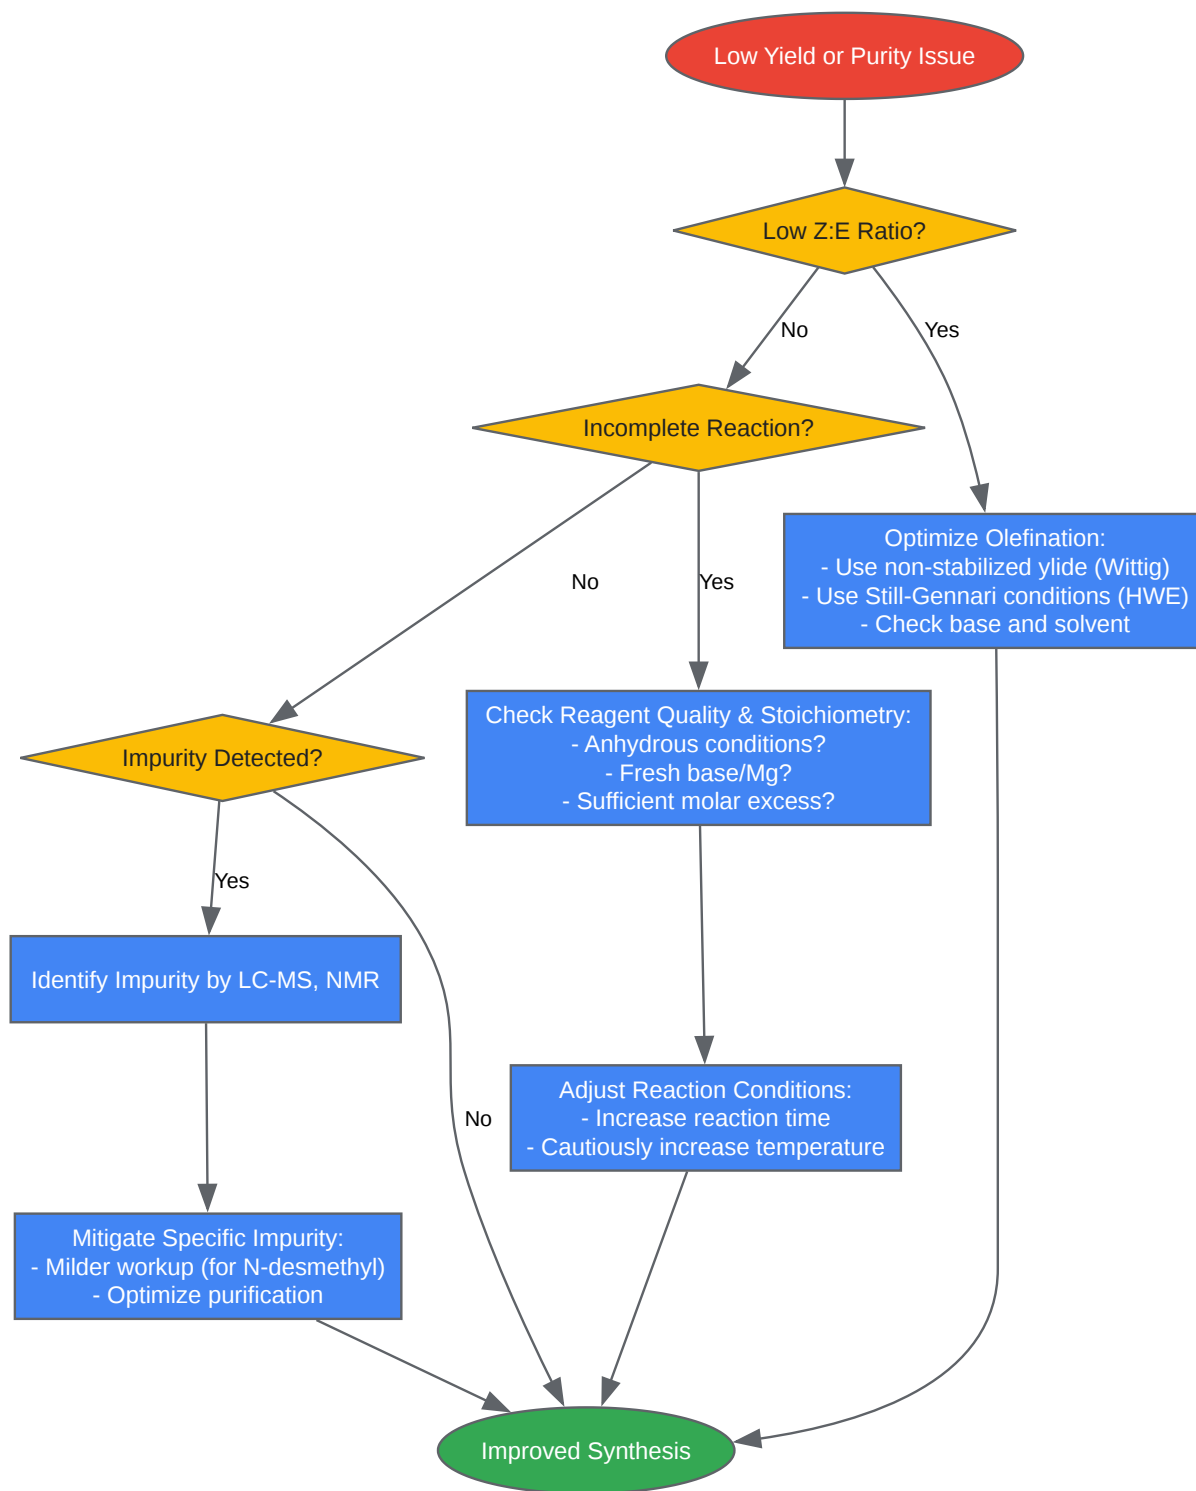 Low Yield or Purity Issue
Low Z:E Ratio?
No
Yes
Incomplete Reaction?
Optimize Olefination:
- Use non-stabilized ylide (Wittig)
- Use Still-Gennari conditions (HWE)
- Check base and solvent
No
Yes
Check Reagent Quality & Stoichiometry:
- Anhydrous conditions?
- Fresh base/Mg?
- Sufficient molar excess?
Impurity Detected?
Yes
Identify Impurity by LC-MS, NMR
Adjust Reaction Conditions:
- Increase reaction time
- Cautiously increase temperature
No
Mitigate Specific Impurity:
- Milder workup (for N-desmethyl)
- Optimize purification
Improved Synthesis